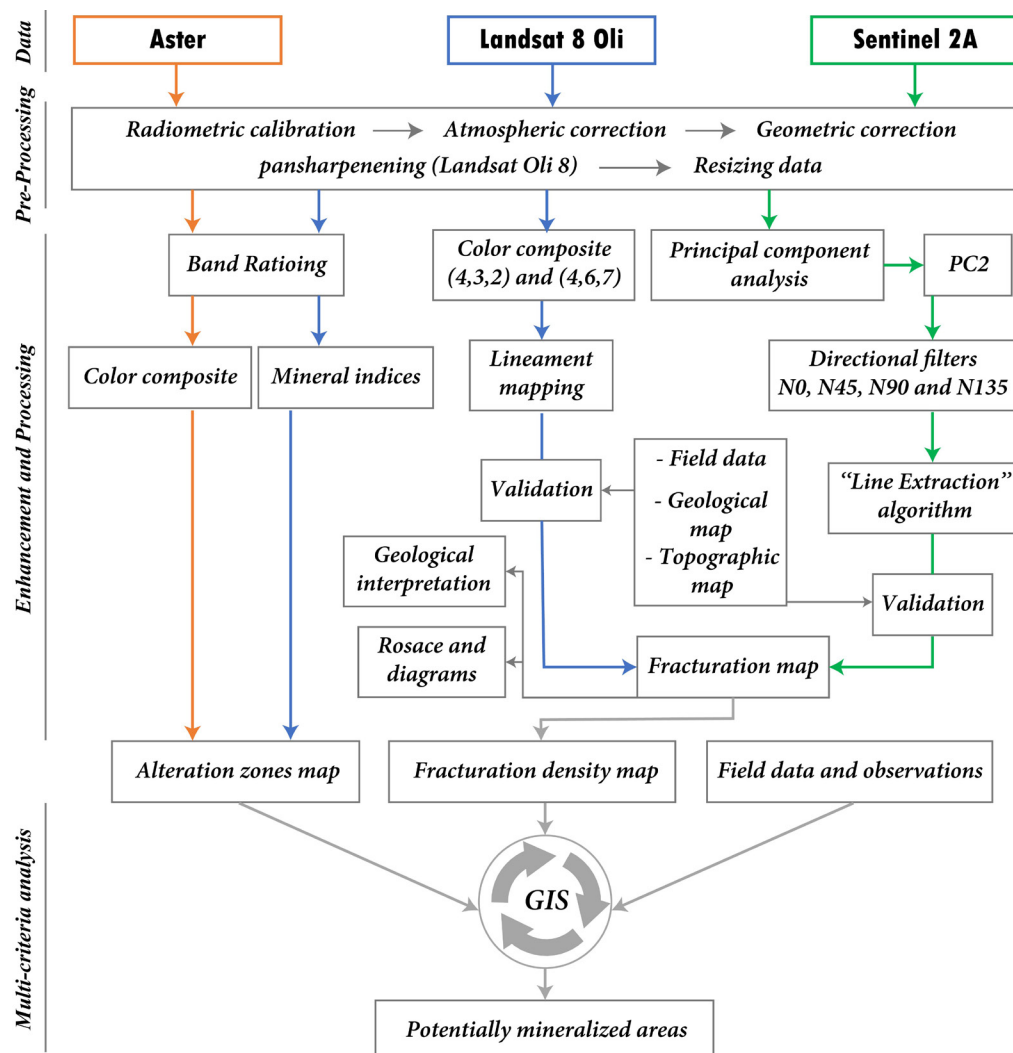 Data
Aster
Landsat 8 Oli
Sentinel 2A
Pre-Processing
Radiometric calibration
Atmospheric correction
Geometric correction
pansharpenening (Landsat Oli 8)
Resizing data
Enhancement and Processing
Band Ratioing
Color composite
(4,3,2) and (4,6,7)
Principal component
analysis
PC2
Color composite
Mineral indices
Lineament
mapping
Directional filters
N0, N45, N90 and N135
Validation
- Field data
- Geological
map
- Topographic
map
“Line Extraction”
algorithm
Geological
interpretation
Validation
Rosace and
diagrams
Fracturation map
Multi-criteria analysis
Alteration zones map
Fracturation density map
Field data and observations
GIS
Potentially mineralized areas